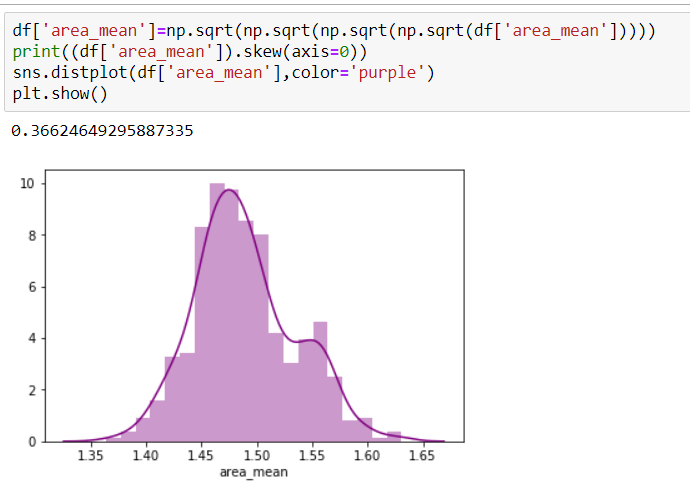 df['area_mean']=np.sqrt(np.sqrt(np.sqrt(np.sqrt(df['area_mean']))))
print((df['area_mean']).skew(axis=0))
sns.distplot(df['area_mean'],color='purple')
plt.show()
0.36624649295887335
10
8
6
4
2
0
1.35 1.40 1.45 1.50 1.55 1.60 1.65
area_mean